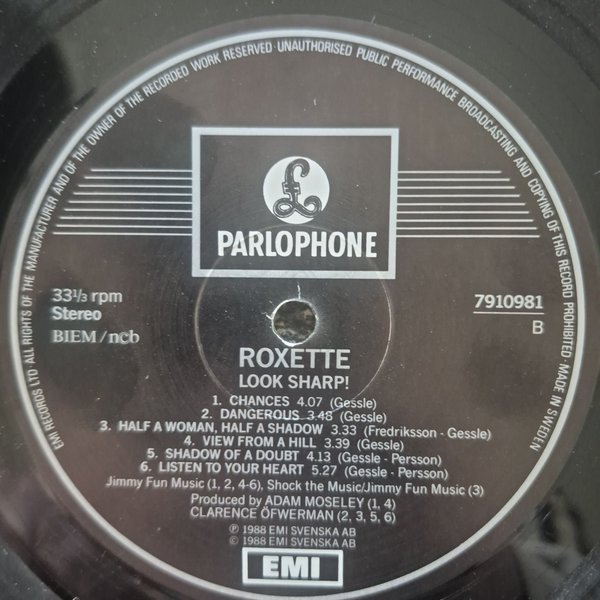 EMI RECORDS LTD · ALL RIGHTS OF THE MANUFACTURER AND OF THE OWNER OF THE RECORDED WORK RESERVED · UNAUTHORISED PUBLIC PERFORMANCE BROADCASTING AND COPYING OF THIS RECORD PROHIBITED · MADE IN SWEDEN
£
PARLOPHONE
33⅓ rpm
Stereo
BIEM/ncb
7910981
B
ROXETTE
LOOK SHARP!
1. CHANCES 4.07 (Gessle)
2. DANGEROUS 3.48 (Gessle)
3. HALF A WOMAN, HALF A SHADOW 3.33 (Fredriksson - Gessle)
4. VIEW FROM A HILL 3.39 (Gessle)
5. SHADOW OF A DOUBT 4.13 (Gessle - Persson)
6. LISTEN TO YOUR HEART 5.27 (Gessle - Persson)
Jimmy Fun Music (1, 2, 4-6), Shock the Music/Jimmy Fun Music (3)
Produced by ADAM MOSELEY (1, 4)
CLARENCE ÖFWERMAN (2, 3, 5, 6)
℗ 1988 EMI SVENSKA AB
© 1988 EMI SVENSKA AB
EMI